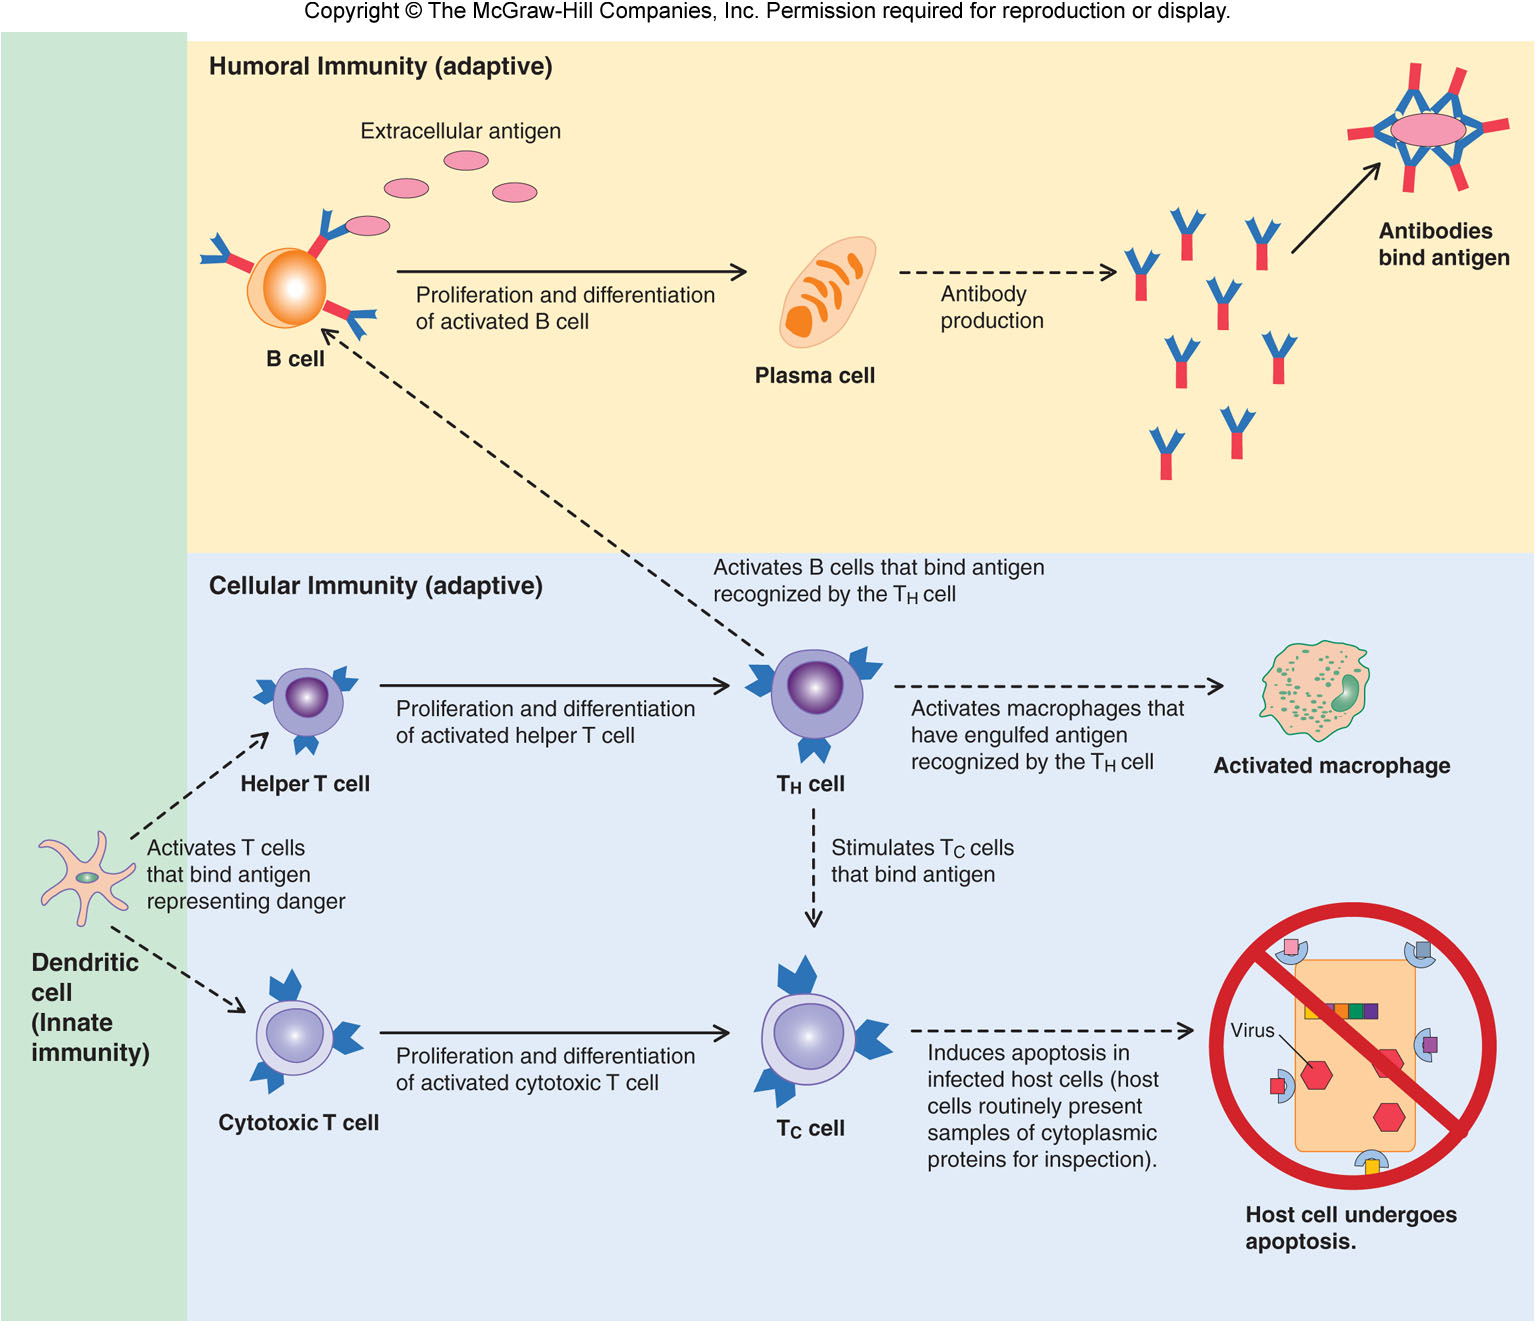 Copyright © The McGraw-Hill Companies, Inc. Permission required for reproduction or display.
Humoral Immunity (adaptive)
Extracellular antigen
Antibodies
bind antigen
Proliferation and differentiation
of activated B cell
Antibody
production
B cell
Plasma cell
Cellular Immunity (adaptive)
Activates B cells that bind antigen
recognized by the TH cell
Proliferation and differentiation
of activated helper T cell
Activates macrophages that
have engulfed antigen
recognized by the TH cell
Helper T cell
TH cell
Activated macrophage
Activates T cells
that bind antigen
representing danger
Stimulates TC cells
that bind antigen
Dendritic
cell
(Innate
immunity)
Proliferation and differentiation
of activated cytotoxic T cell
Induces apoptosis in
infected host cells (host
cells routinely present
samples of cytoplasmic
proteins for inspection).
Virus
Cytotoxic T cell
TC cell
Host cell undergoes
apoptosis.